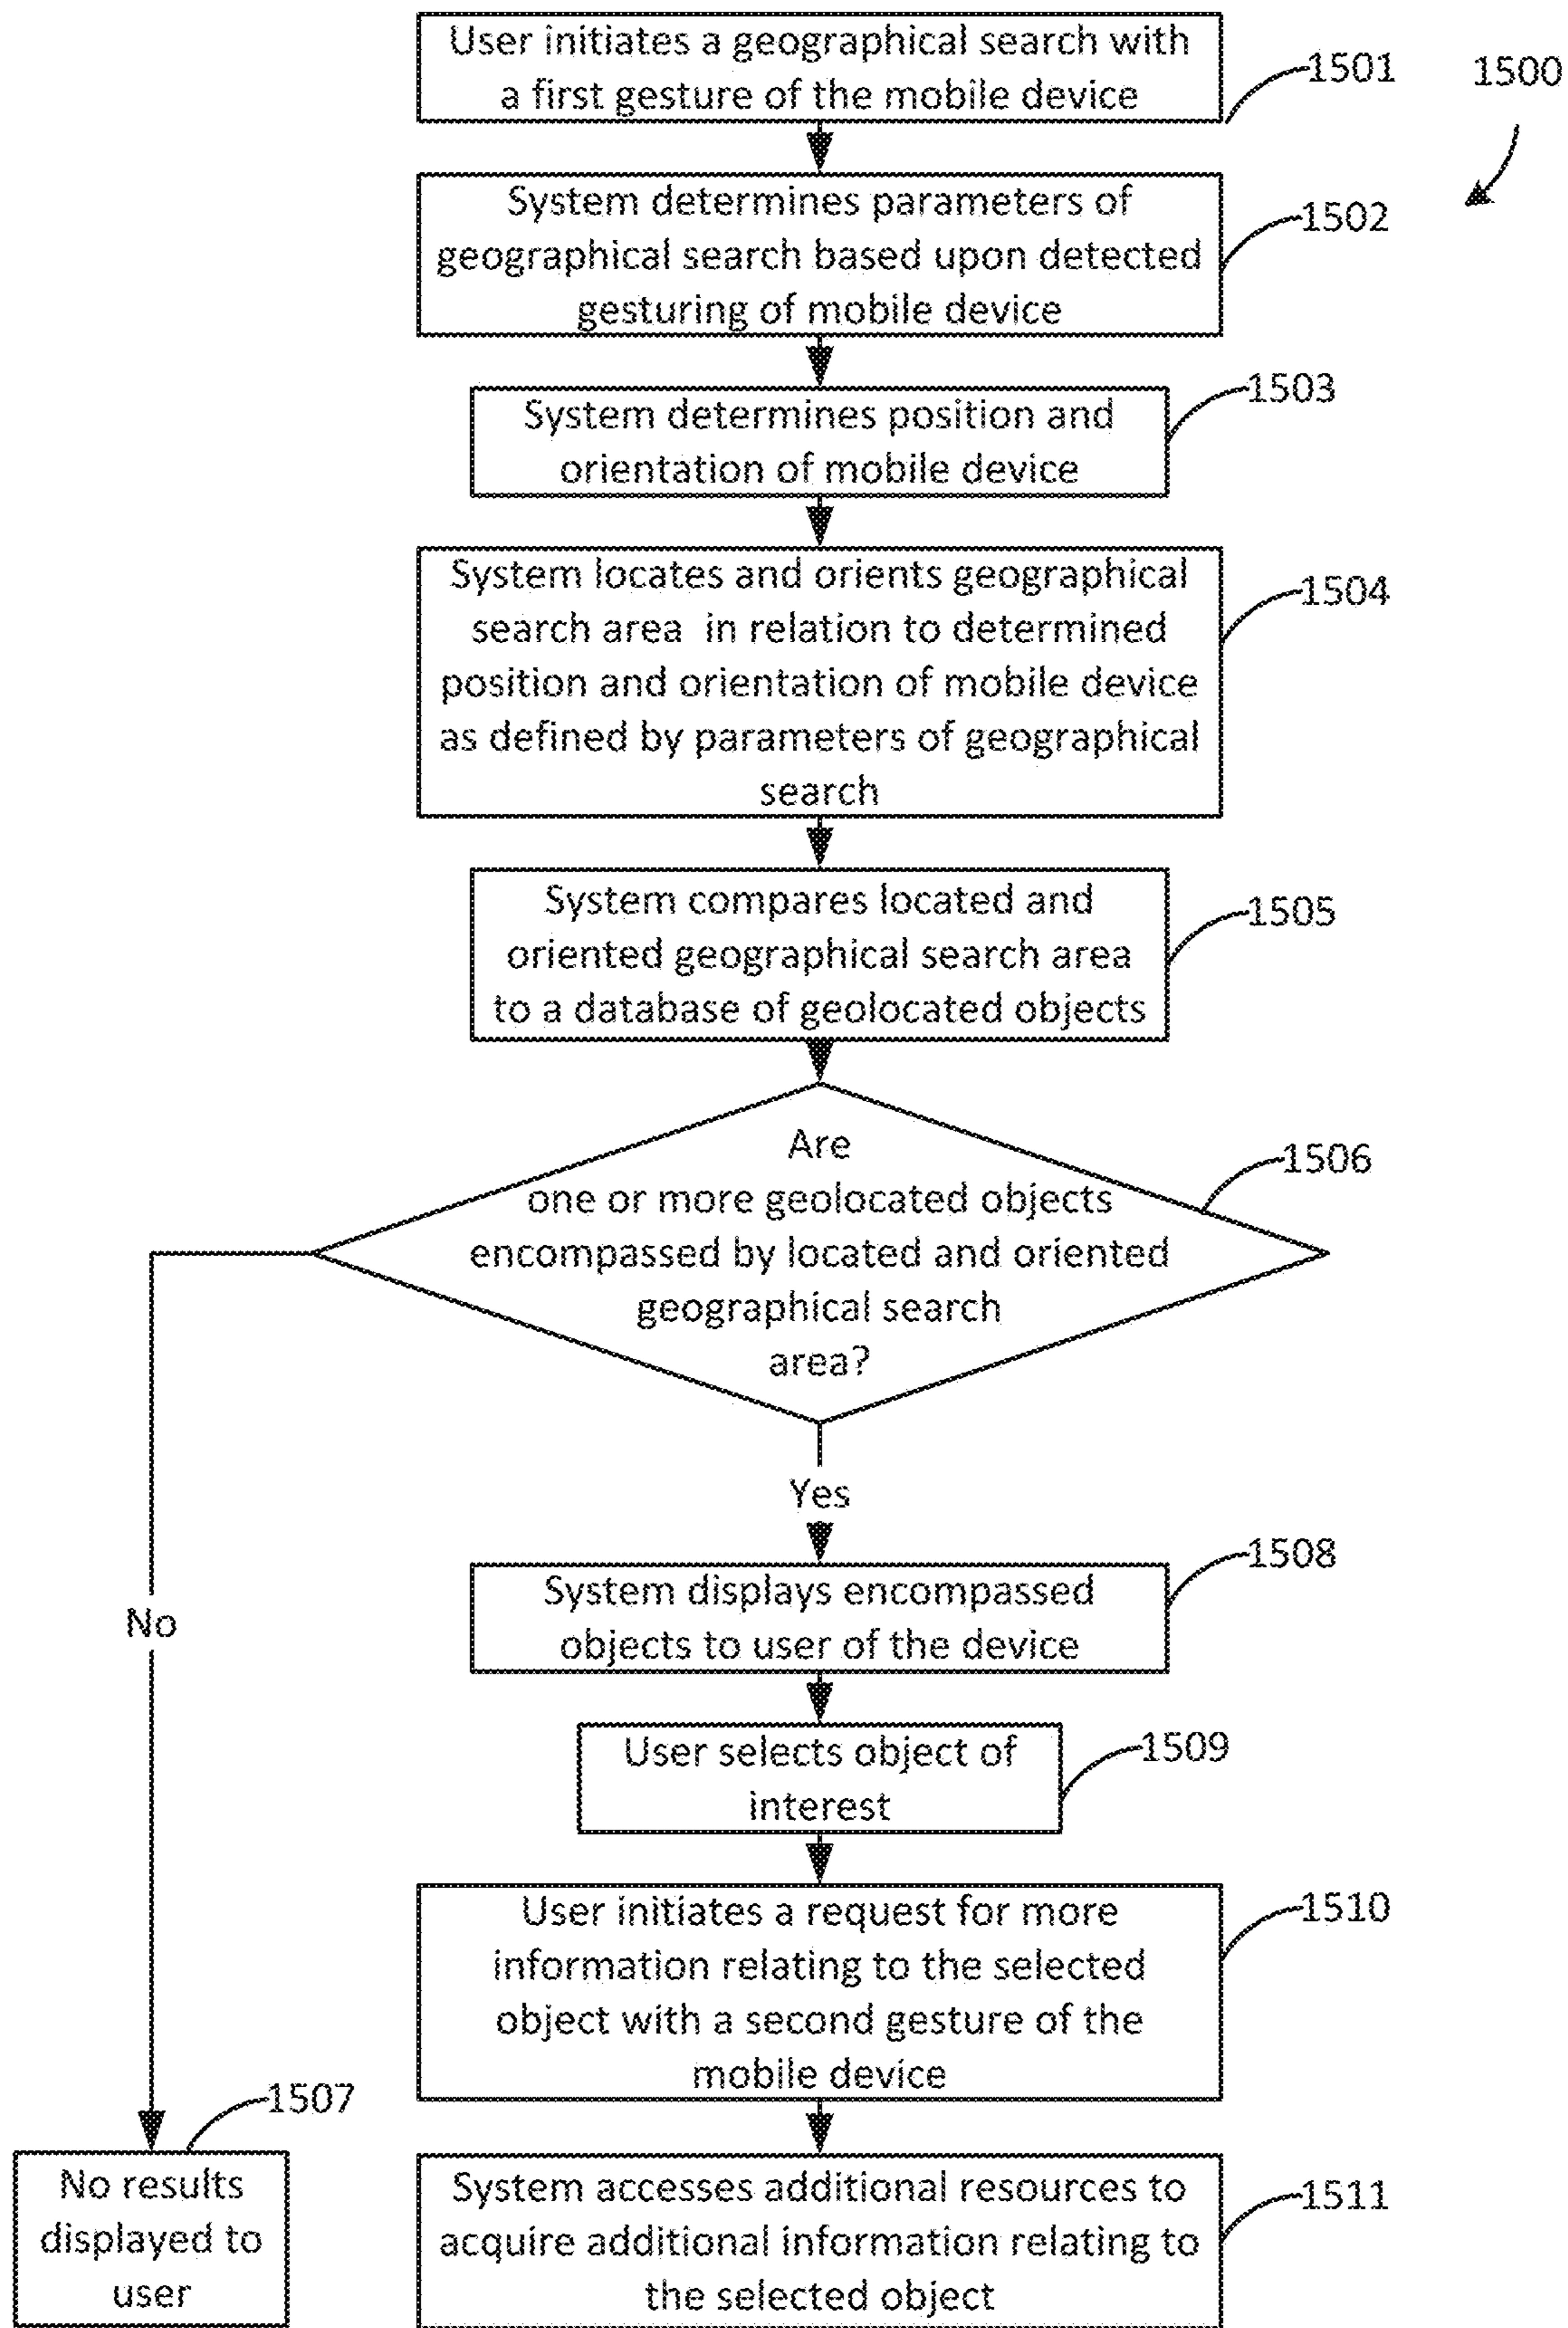 User initiates a geographical search with
a first gesture of the mobile device
1501
1500
System determines parameters of
geographical search based upon detected
gesturing of mobile device
1502
System determines position and
orientation of mobile device
1503
System locates and orients geographical
search area in relation to determined
position and orientation of mobile device
as defined by parameters of geographical
search
1504
System compares located and
oriented geographical search area
to a database of geolocated objects
1505
Are
one or more geolocated objects
encompassed by located and oriented
geographical search
area?
1506
Yes
No
System displays encompassed
objects to user of the device
1508
User selects object of
interest
1509
User initiates a request for more
information relating to the selected
object with a second gesture of the
mobile device
1510
1507
No results
displayed to
user
System accesses additional resources to
acquire additional information relating to
the selected object
1511